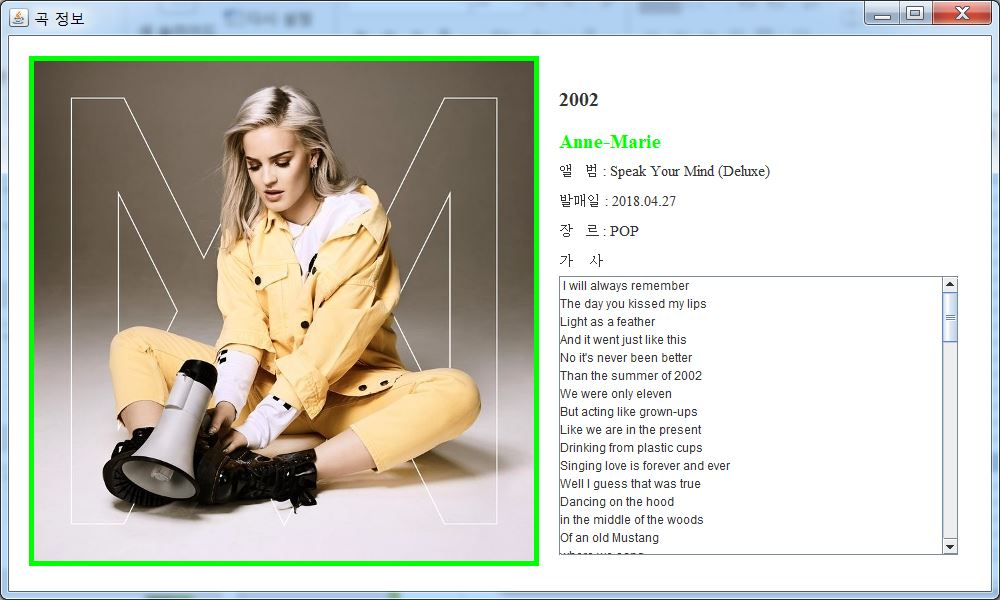 곡 정보
2002
Anne-Marie
앨 범 : Speak Your Mind (Deluxe)
발매일 : 2018.04.27
장 르 : POP
가 사
I will always remember
The day you kissed my lips
Light as a feather
And it went just like this
No it's never been better
Than the summer of 2002
We were only eleven
But acting like grown-ups
Like we are in the present
Drinking from plastic cups
Singing love is forever and ever
Well I guess that was true
Dancing on the hood
in the middle of the woods
Of an old Mustang
where we sang